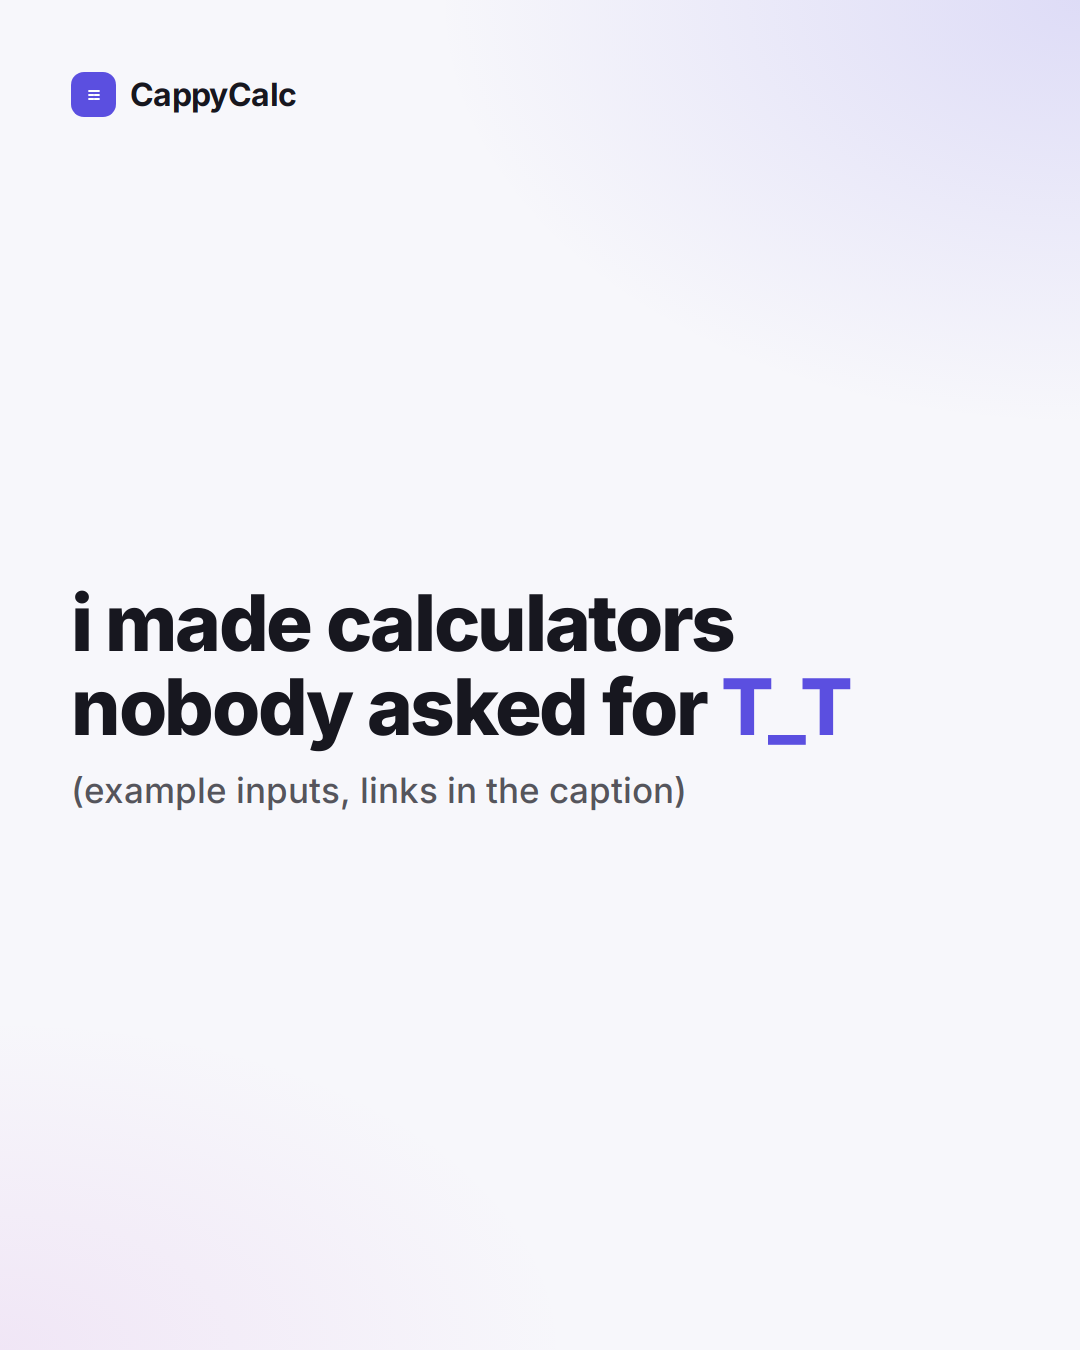 CappyCalc
i made calculators
nobody asked for T_T
(example inputs, links in the caption)